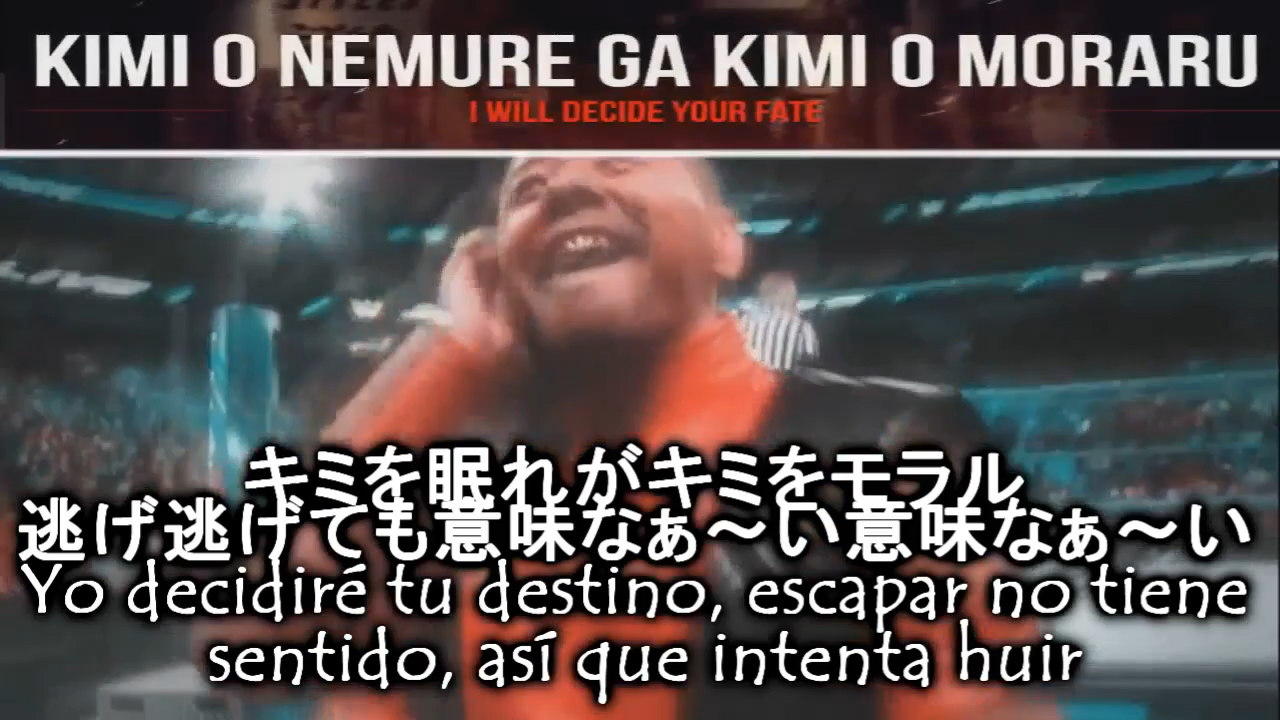 KIMI O NEMURE GA KIMI O MORARU
I WILL DECIDE YOUR FATE
LIVE
キミを眠れがキミをモラル
逃げ逃げても意味なぁ～い意味なぁ～い
Yo decidiré tu destino, escapar no tiene
sentido, así que intenta huir